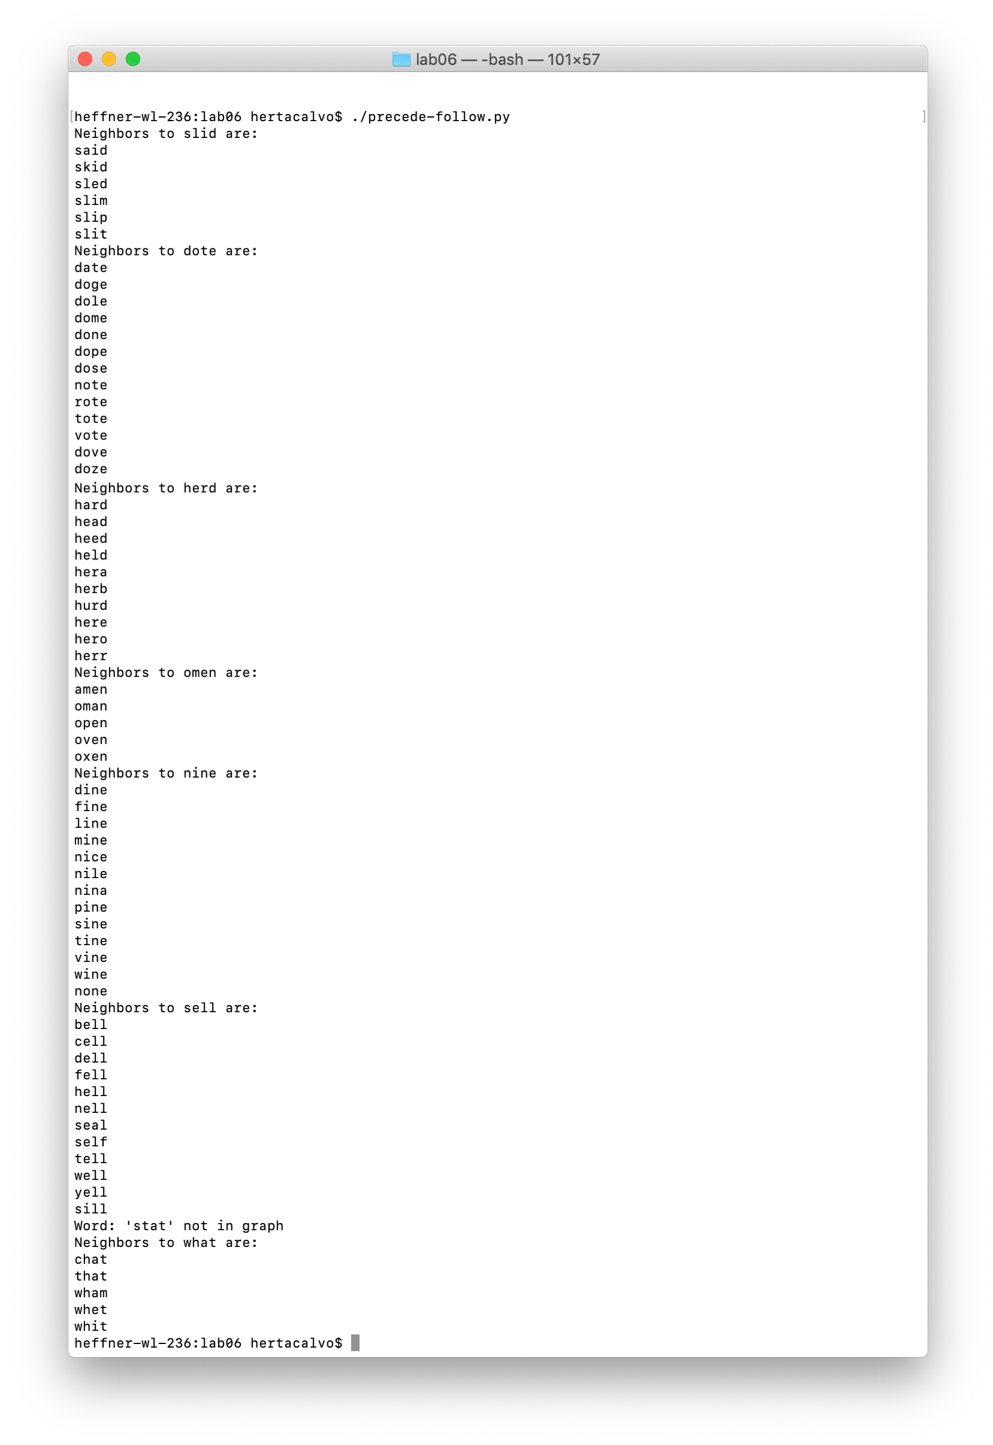 lab06 — -bash — 101×57
[heffner-wl-236:lab06 hertacalvo$ ./precede-follow.py ]
Neighbors to slid are:
said
skid
sled
slim
slip
slit
Neighbors to dote are:
date
doge
dole
dome
done
dope
dose
note
rote
tote
vote
dove
doze
Neighbors to herd are:
hard
head
heed
held
hera
herb
hurd
here
hero
herr
Neighbors to omen are:
amen
oman
open
oven
oxen
Neighbors to nine are:
dine
fine
line
mine
nice
nile
nina
pine
sine
tine
vine
wine
none
Neighbors to sell are:
bell
cell
dell
fell
hell
nell
seal
self
tell
well
yell
sill
Word: 'stat' not in graph
Neighbors to what are:
chat
that
wham
whet
whit
heffner-wl-236:lab06 hertacalvo$